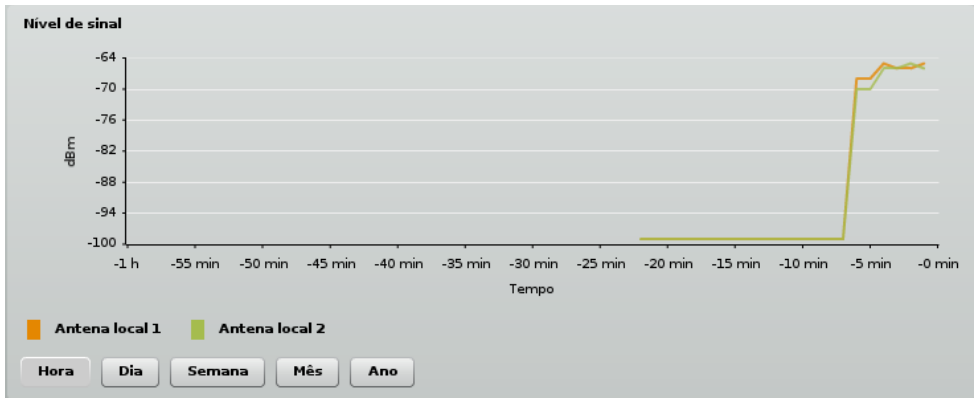 Nível de sinal
-64
-70
-76
-82
-88
-94
-100
dBm
-1 h -55 min -50 min -45 min -40 min -35 min -30 min -25 min -20 min -15 min -10 min -5 min -0 min
Tempo
Antena local 1 Antena local 2
Hora Dia Semana Mês Ano